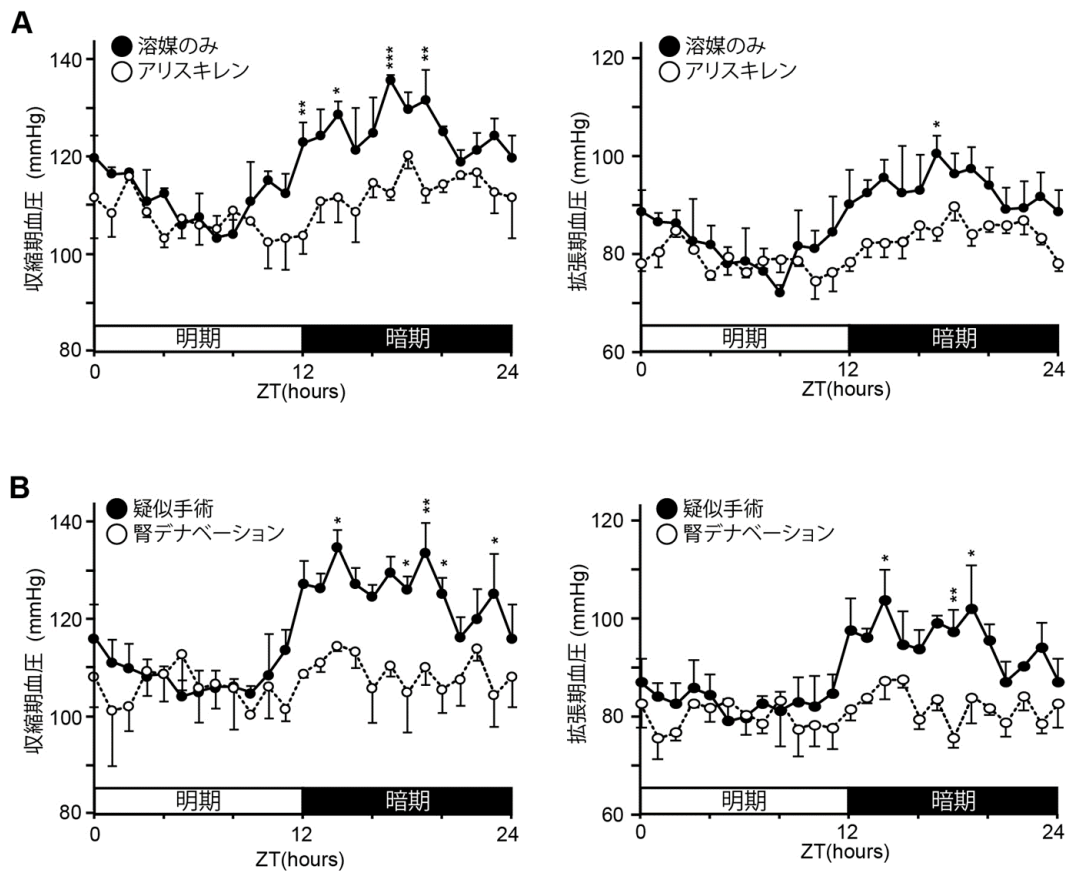 A
溶媒のみ
アリスキレン
140
120
100
80
収縮期血圧 (mmHg)
** * *** **
明期 暗期
0 12 24
ZT(hours)
溶媒のみ
アリスキレン
120
100
80
60
拡張期血圧 (mmHg)
*
明期 暗期
0 12 24
ZT(hours)
B
疑似手術
腎デナベーション
140
120
100
80
収縮期血圧 (mmHg)
* * ** * *
明期 暗期
0 12 24
ZT(hours)
疑似手術
腎デナベーション
120
100
80
60
拡張期血圧 (mmHg)
* ** *
明期 暗期
0 12 24
ZT(hours)